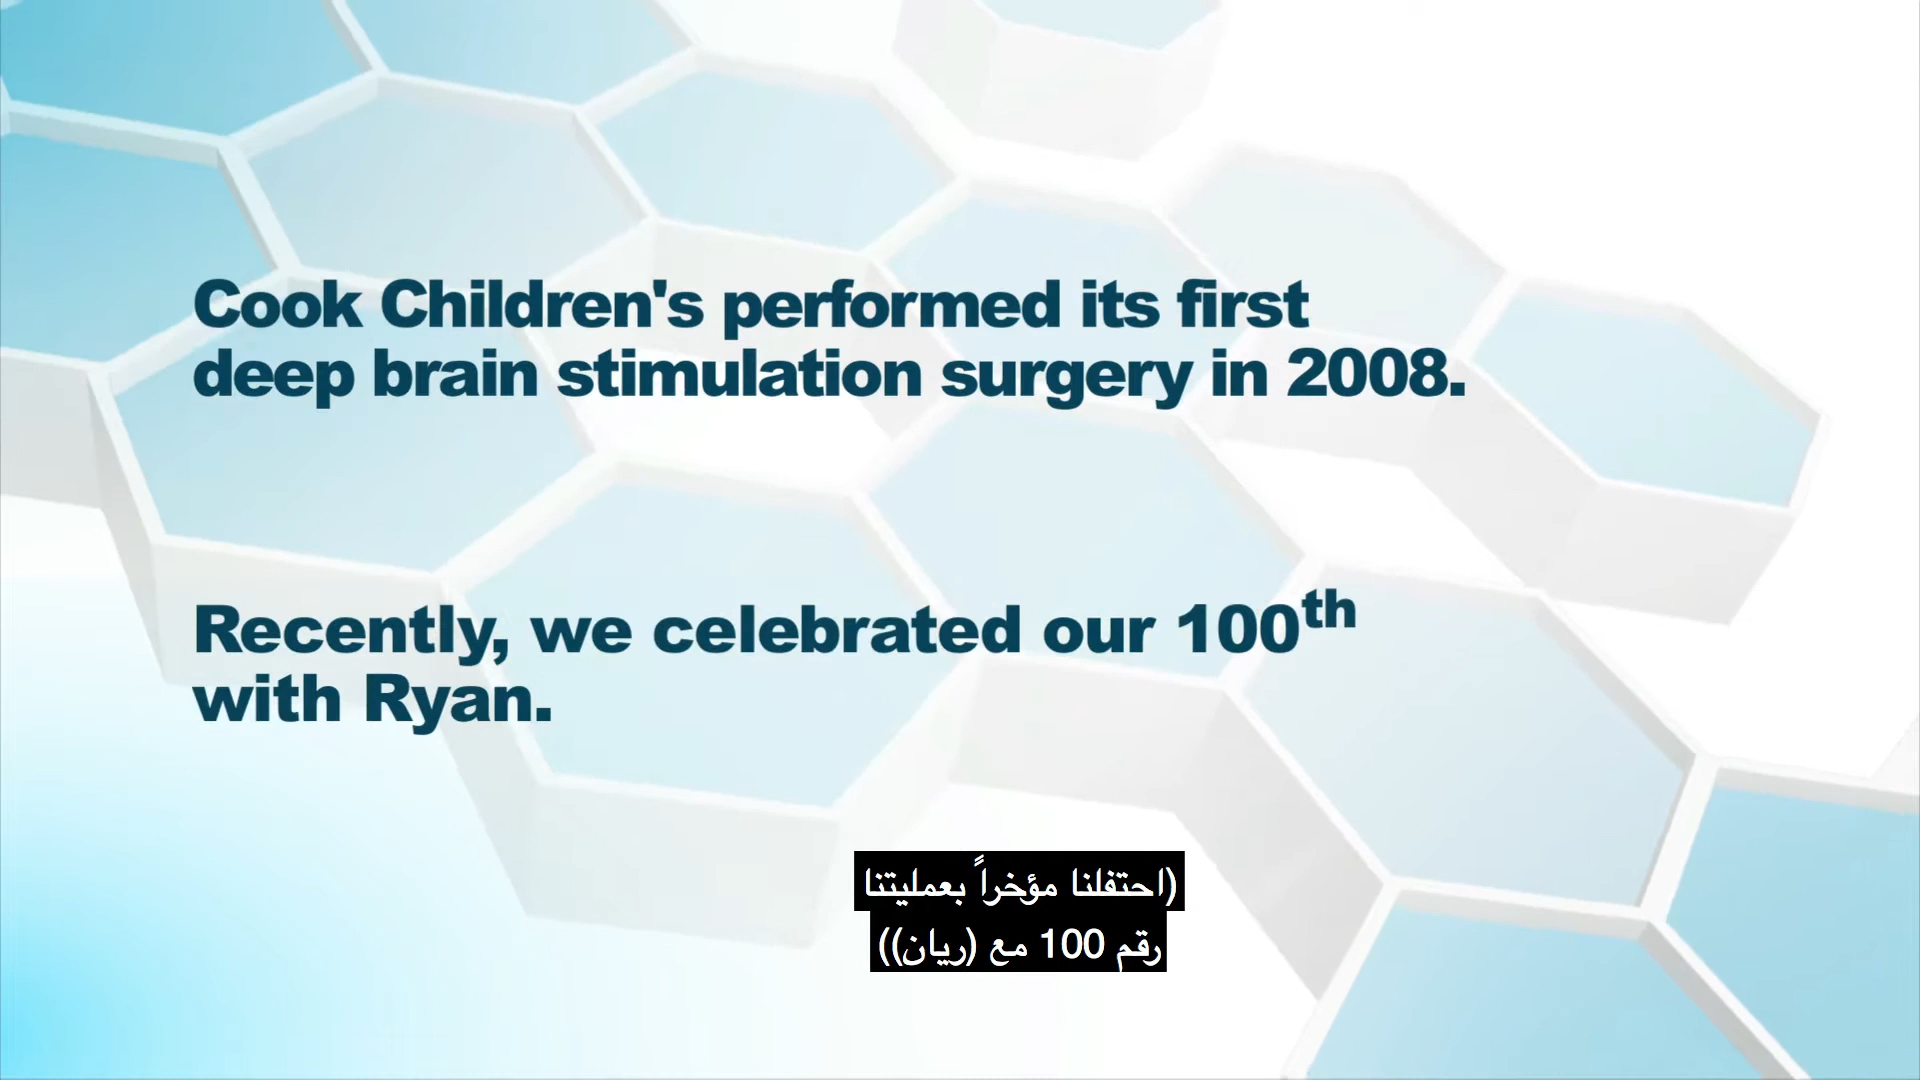 Cook Children's performed its first
deep brain stimulation surgery in 2008.
Recently, we celebrated our 100th
with Ryan.
(احتفلنا مؤخراً بعمليتنا
رقم 100 مع (ريان))